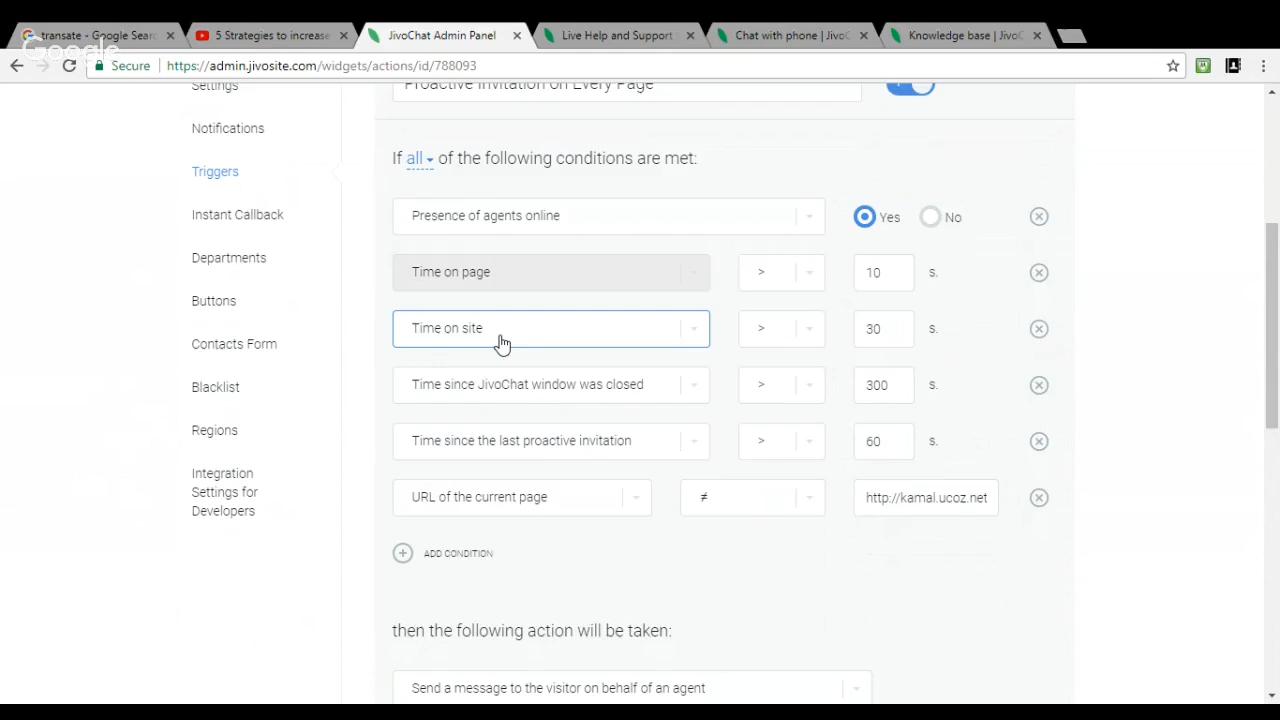 transate - Google Searc
5 Strategies to increase
JivoChat Admin Panel
Live Help and Support
Chat with phone | JivoC
Knowledge base | JivoC
Google
Secure
https://admin.jivosite.com/widgets/actions/id/788093
Settings
Notifications
Triggers
Instant Callback
Departments
Buttons
Contacts Form
Blacklist
Regions
Integration
Settings for
Developers
Proactive Invitation on Every Page
If all of the following conditions are met:
Presence of agents online Yes No
Time on page > 10 s.
Time on site > 30 s.
Time since JivoChat window was closed > 300 s.
Time since the last proactive invitation > 60 s.
URL of the current page ≠ http://kamal.ucoz.net
ADD CONDITION
then the following action will be taken:
Send a message to the visitor on behalf of an agent